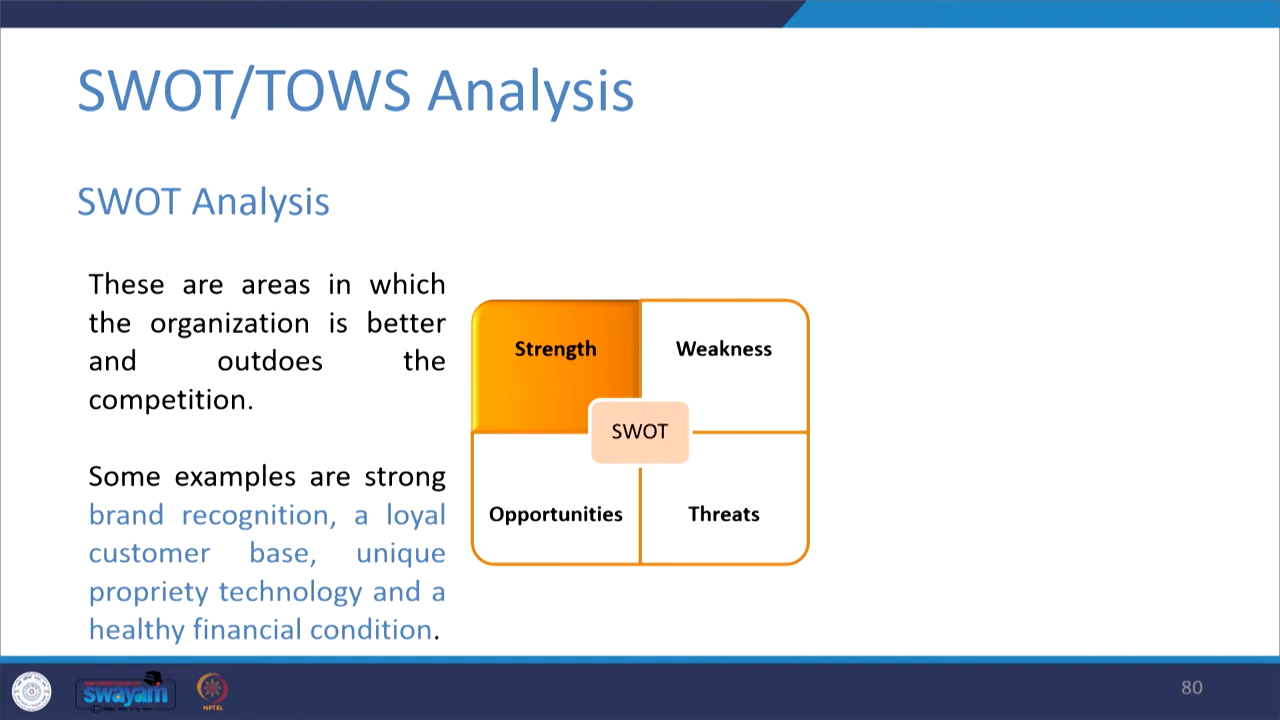 SWOT/TOWS Analysis
SWOT Analysis
These are areas in which
the organization is better
and outdoes the
competition.
Some examples are strong
brand recognition, a loyal
customer base, unique
propriety technology and a
healthy financial condition.
Strength
Weakness
SWOT
Opportunities
Threats
swayam
NPTEL
80